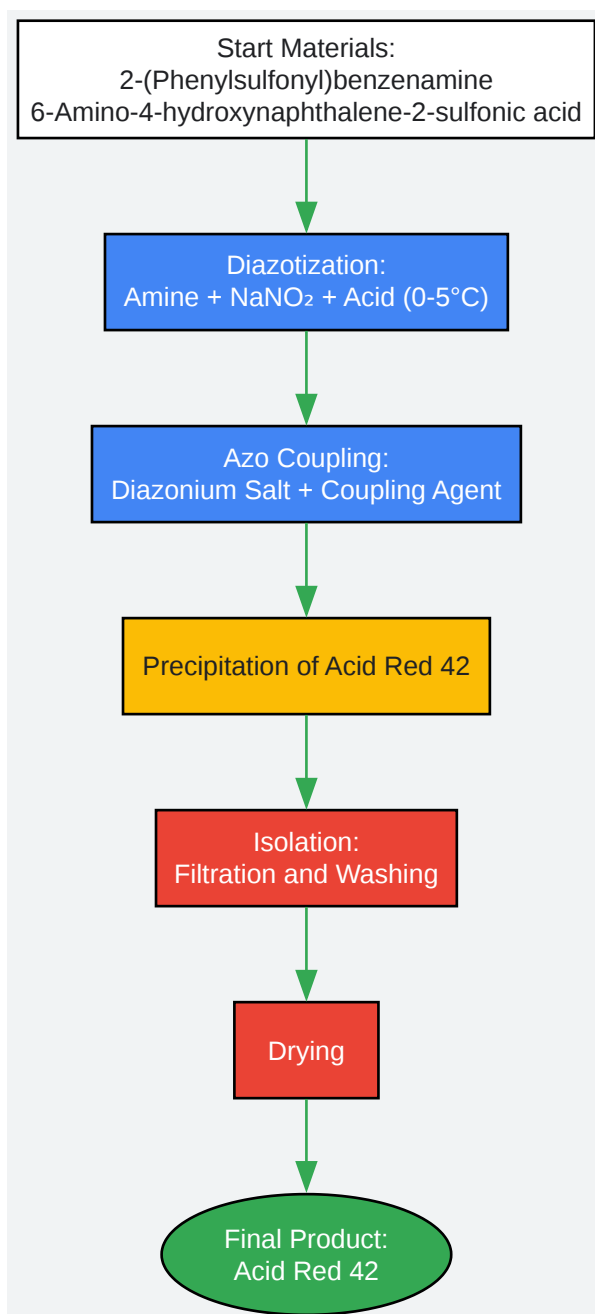 Start Materials:
2-(Phenylsulfonyl)benzenamine
6-Amino-4-hydroxynaphthalene-2-sulfonic acid
Diazotization:
Amine + NaNO₂ + Acid (0-5°C)
Azo Coupling:
Diazonium Salt + Coupling Agent
Precipitation of Acid Red 42
Isolation:
Filtration and Washing
Drying
Final Product:
Acid Red 42